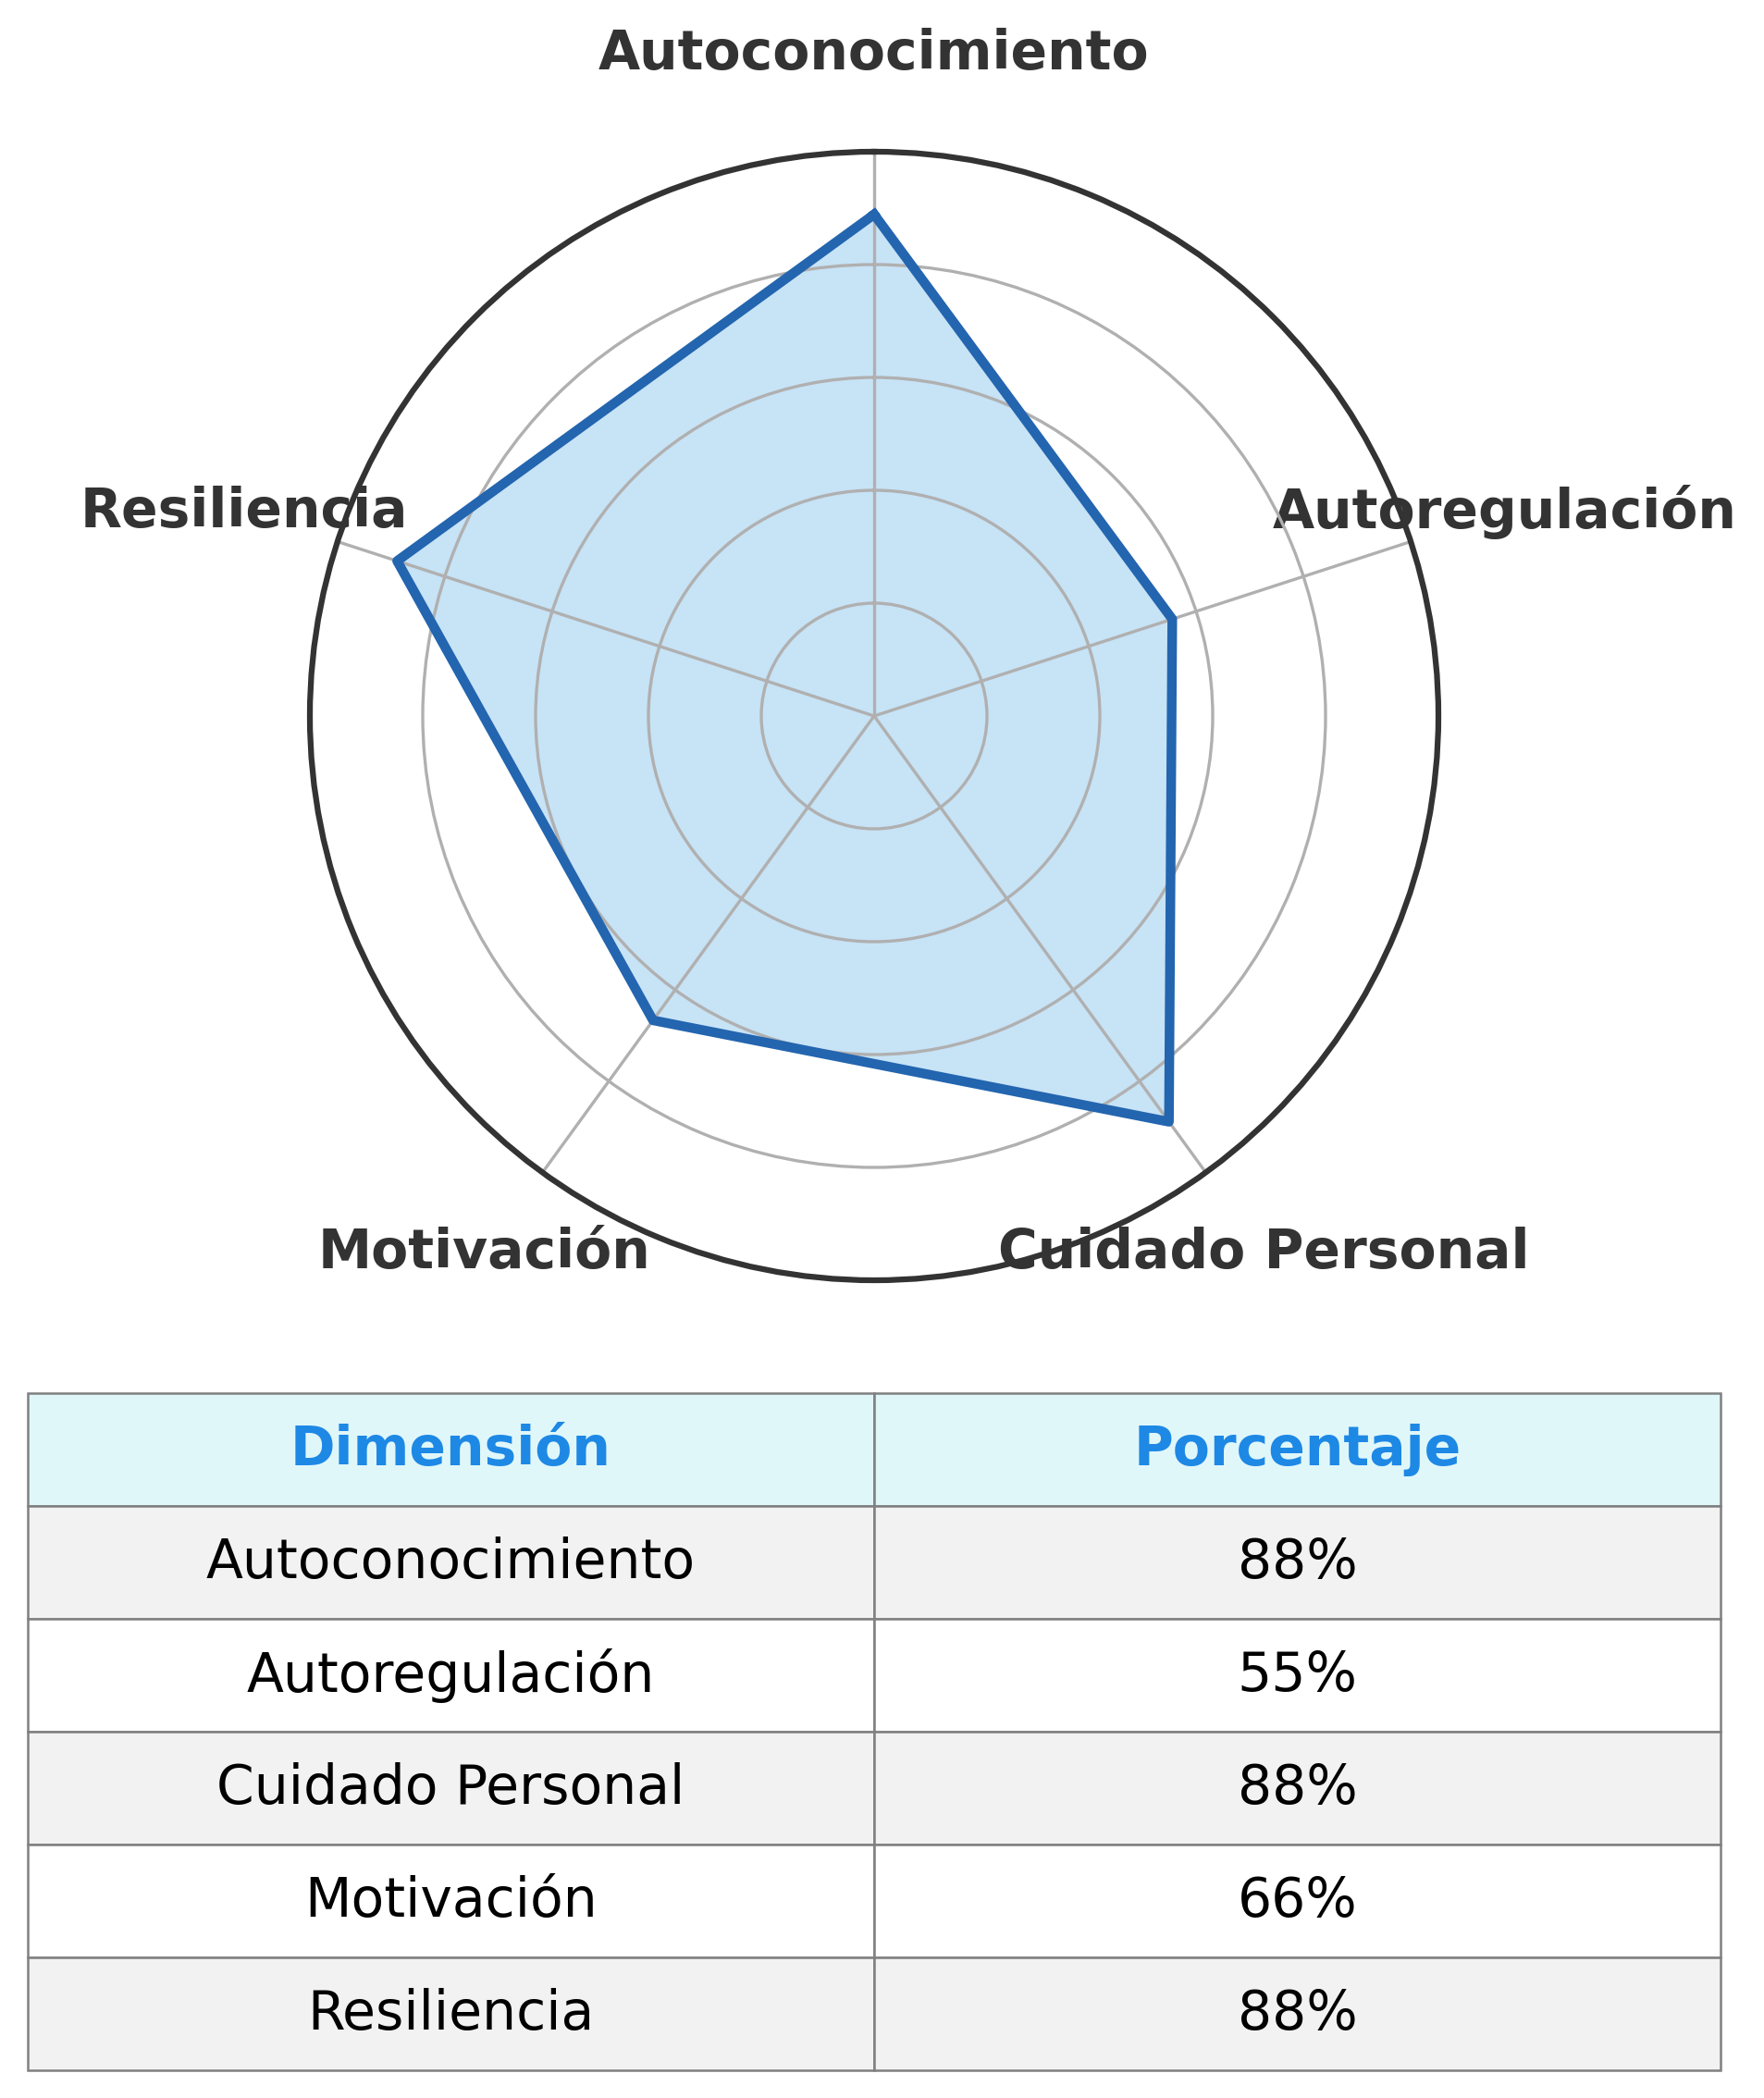 Autoconocimiento
Resiliencia
Autoregulación
Motivación
Cuidado Personal
Dimensión Porcentaje
Autoconocimiento 88%
Autoregulación 55%
Cuidado Personal 88%
Motivación 66%
Resiliencia 88%